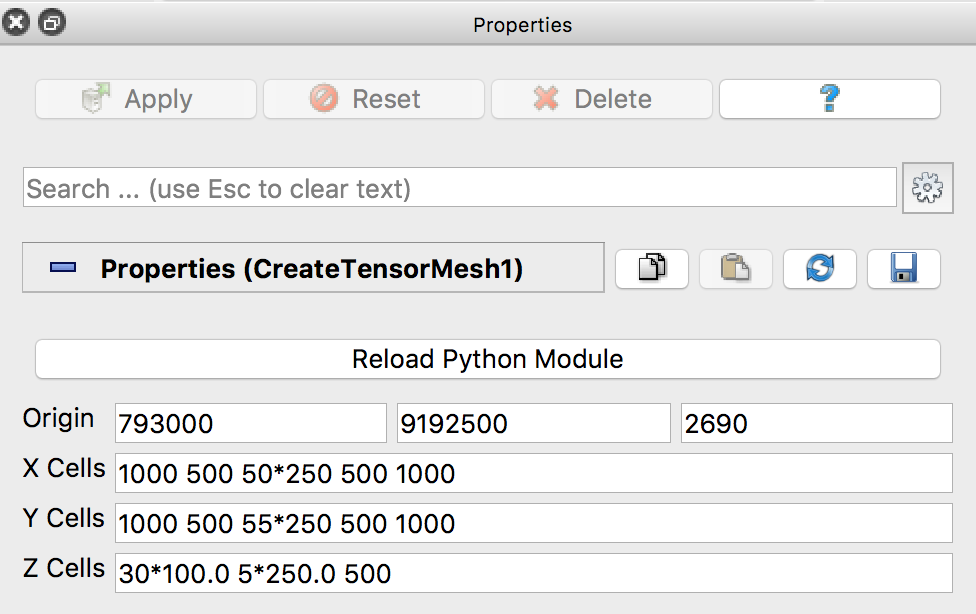 Properties
Apply Reset Delete ?
Search ... (use Esc to clear text)
Properties (CreateTensorMesh1)
Reload Python Module
Origin 793000 9192500 2690
X Cells 1000 500 50*250 500 1000
Y Cells 1000 500 55*250 500 1000
Z Cells 30*100.0 5*250.0 500